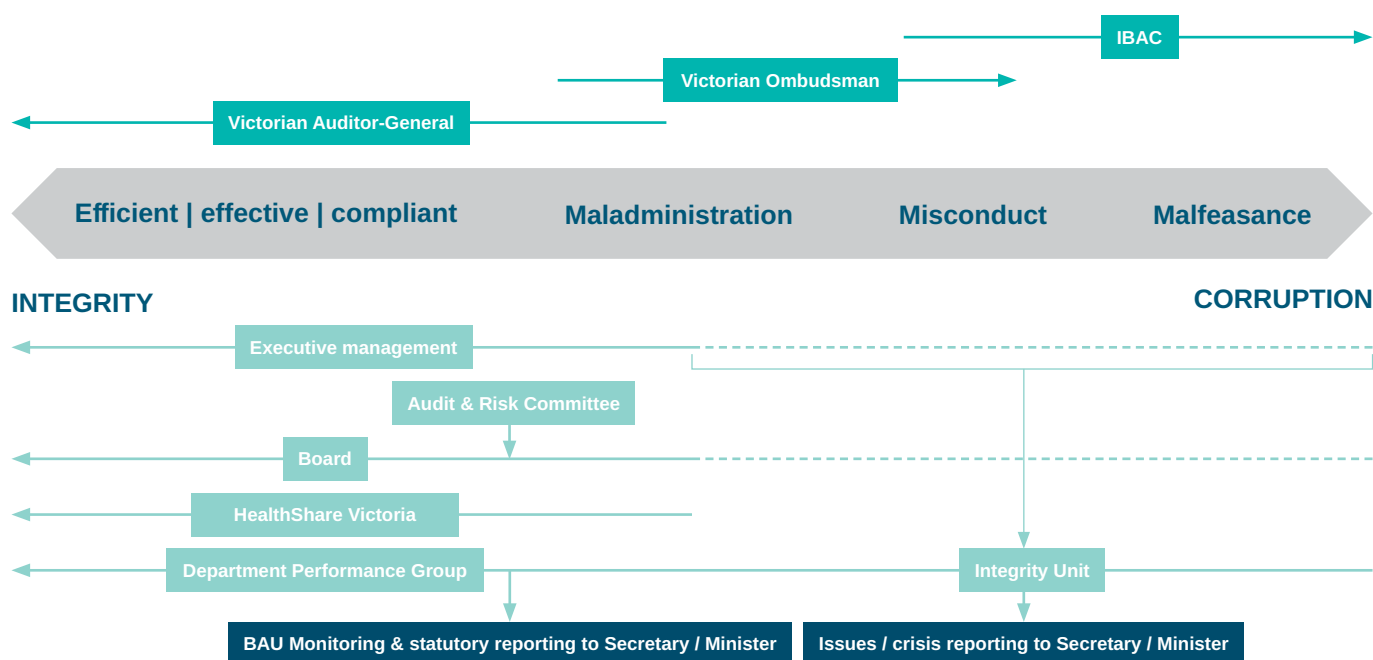 IBAC
Victorian Ombudsman
Victorian Auditor-General
Efficient | effective | compliant
Maladministration
Misconduct
Malfeasance
INTEGRITY
CORRUPTION
Executive management
Audit & Risk Committee
Board
HealthShare Victoria
Department Performance Group
Integrity Unit
BAU Monitoring & statutory reporting to Secretary / Minister
Issues / crisis reporting to Secretary / Minister